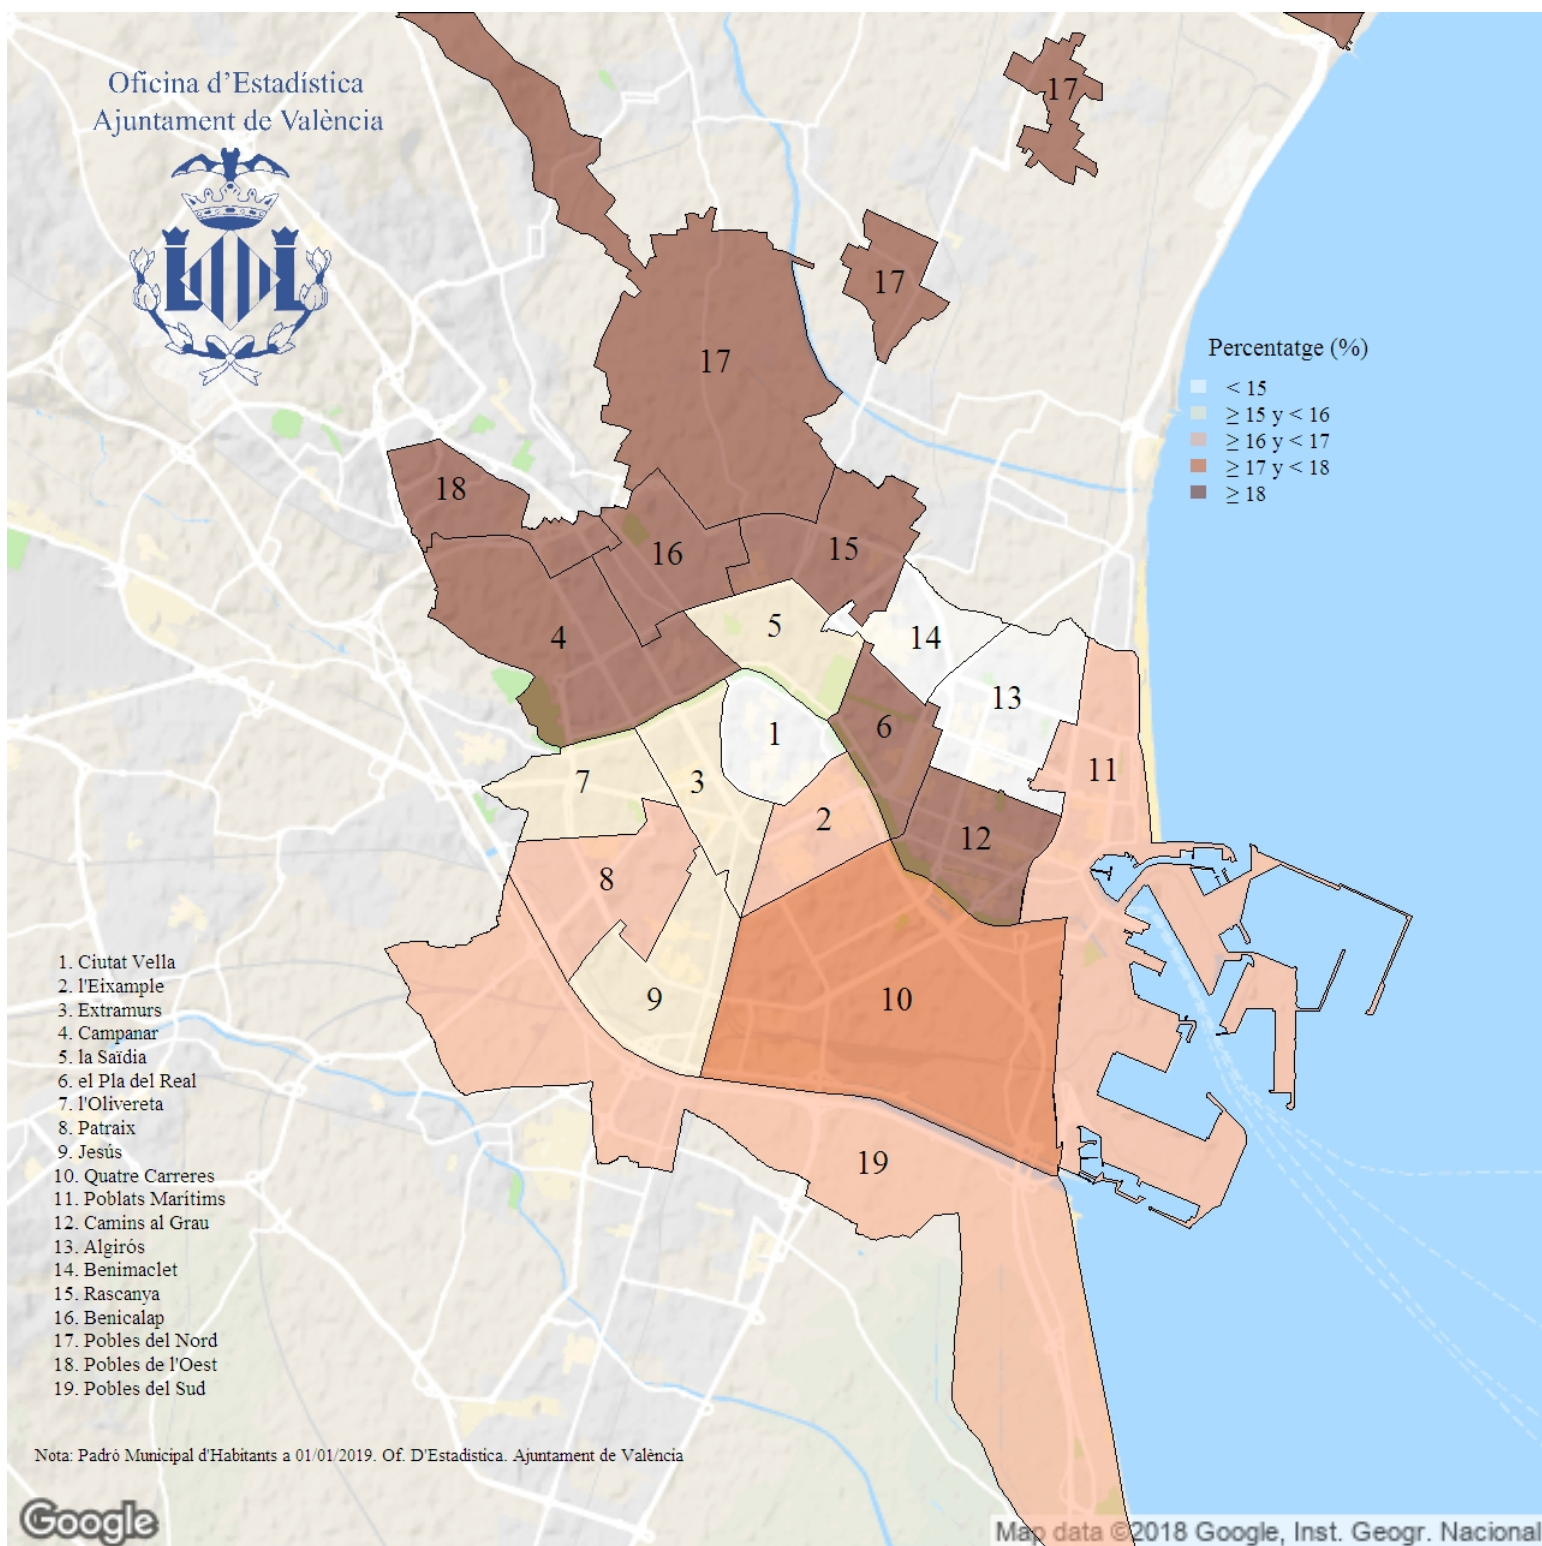 Oficina d'Estadística
Ajuntament de València
17
17
17
Percentatge (%)
< 15
≥ 15 y < 16
≥ 16 y < 17
≥ 17 y < 18
≥ 18
18
16
15
5
4
14
13
6
1
11
7
3
2
12
8
9
10
19
1. Ciutat Vella
2. l'Eixample
3. Extramurs
4. Campanar
5. la Saïdia
6. el Pla del Real
7. l'Olivereta
8. Patraix
9. Jesús
10. Quatre Carreres
11. Poblats Marítims
12. Camins al Grau
13. Algirós
14. Benimaclet
15. Rascanya
16. Benicalap
17. Pobles del Nord
18. Pobles de l'Oest
19. Pobles del Sud
Nota: Padró Municipal d'Habitants a 01/01/2019. Of. D'Estadística. Ajuntament de València
Google
Map data ©2018 Google, Inst. Geogr. Nacional